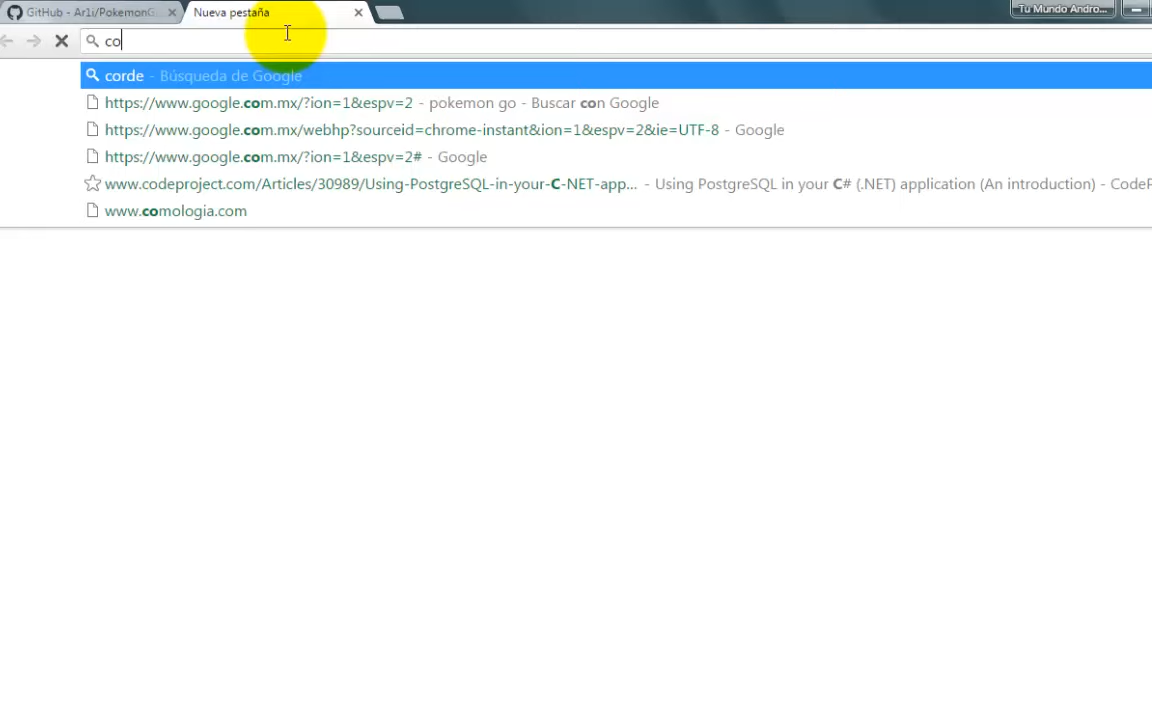 GitHub - Ar1i/PokemonG
Nueva pestaña
Tu Mundo Andro...
co
corde - Búsqueda de Google
https://www.google.com.mx/?ion=1&espv=2 - pokemon go - Buscar con Google
https://www.google.com.mx/webhp?sourceid=chrome-instant&ion=1&espv=2&ie=UTF-8 - Google
https://www.google.com.mx/?ion=1&espv=2# - Google
www.codeproject.com/Articles/30989/Using-PostgreSQL-in-your-C-NET-app... - Using PostgreSQL in your C# (.NET) application (An introduction) - CodeP
www.comologia.com